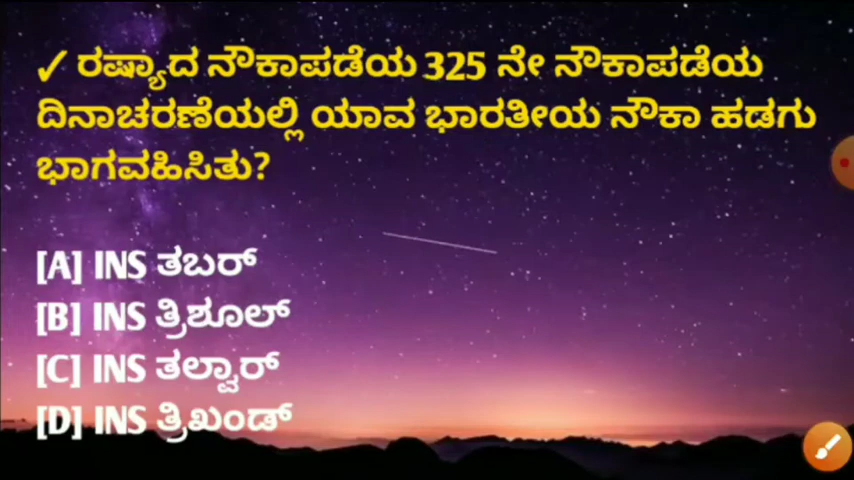 ✓ ರಷ್ಯಾದ ನೌಕಾಪಡೆಯ 325 ನೇ ನೌಕಾಪಡೆಯ
ದಿನಾಚರಣೆಯಲ್ಲಿ ಯಾವ ಭಾರತೀಯ ನೌಕಾ ಹಡಗು
ಭಾಗವಹಿಸಿತು?
[A] INS ತಬರ್
[B] INS ತ್ರಿಶೂಲ್
[C] INS ತಲ್ವಾರ್
[D] INS ತ್ರಿಖಂಡ್